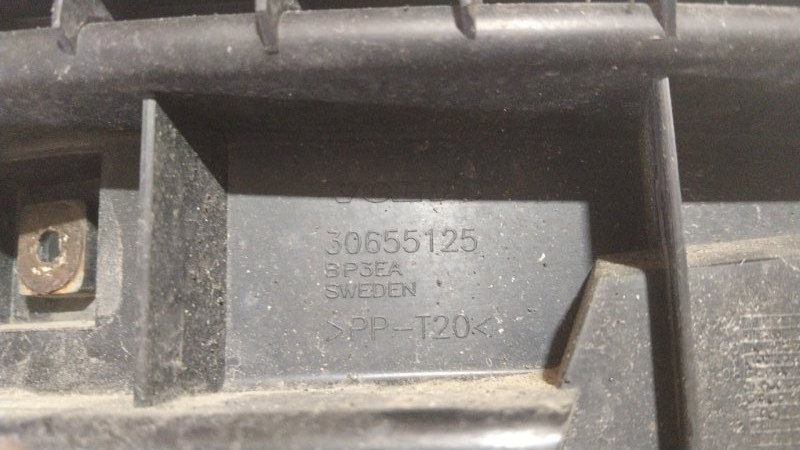 30655125
BP3EA
SWEDEN
>PP-T20<